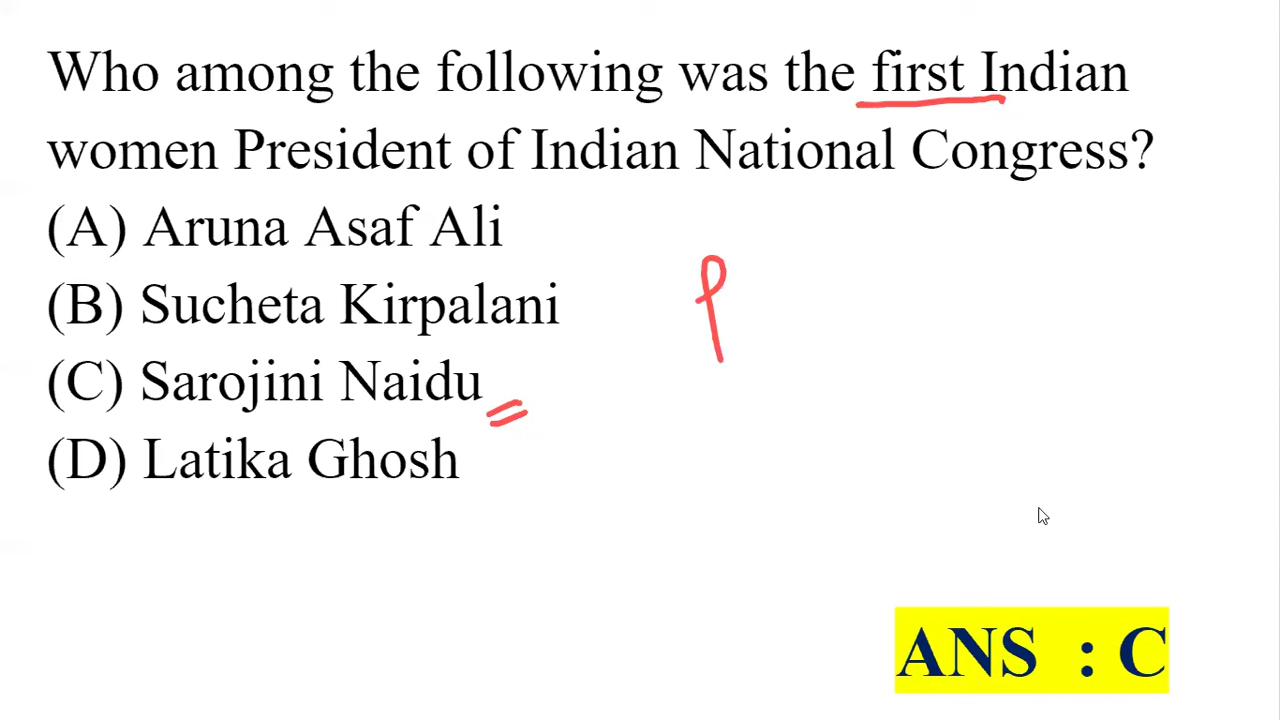 Who among the following was the first Indian
women President of Indian National Congress?
(A) Aruna Asaf Ali
(B) Sucheta Kirpalani
(C) Sarojini Naidu
(D) Latika Ghosh
ANS : C